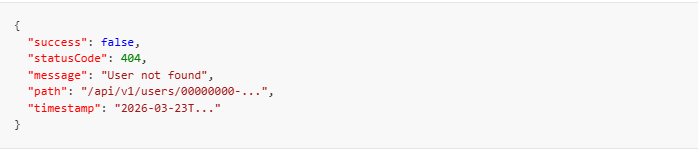 {
  "success": false,
  "statusCode": 404,
  "message": "User not found",
  "path": "/api/v1/users/00000000-...",
  "timestamp": "2026-03-23T..."
}